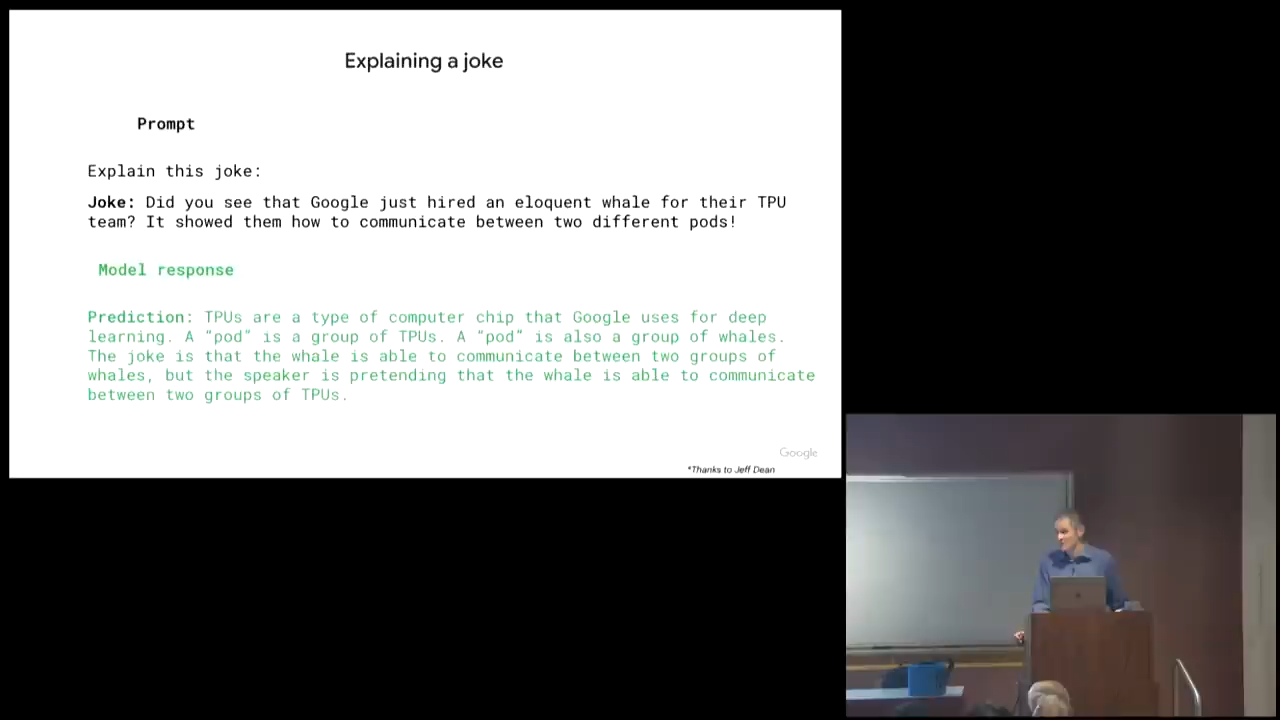 Explaining a joke
Prompt
Explain this joke:
Joke: Did you see that Google just hired an eloquent whale for their TPU
team? It showed them how to communicate between two different pods!
Model response
Prediction: TPUs are a type of computer chip that Google uses for deep
learning. A "pod" is a group of TPUs. A "pod" is also a group of whales.
The joke is that the whale is able to communicate between two groups of
whales, but the speaker is pretending that the whale is able to communicate
between two groups of TPUs.
Google
*Thanks to Jeff Dean